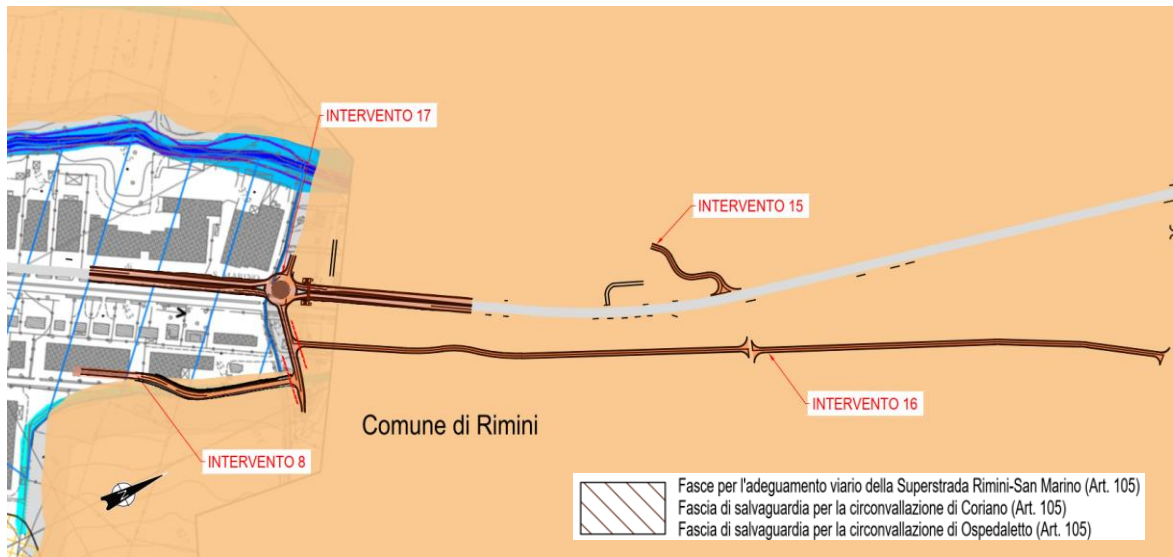 INTERVENTO 17
INTERVENTO 15
INTERVENTO 16
Comune di Rimini
INTERVENTO 8
N
Fasce per l'adeguamento viario della Superstrada Rimini-San Marino (Art. 105)
Fascia di salvaguardia per la circonvallazione di Coriano (Art. 105)
Fascia di salvaguardia per la circonvallazione di Ospedaletto (Art. 105)